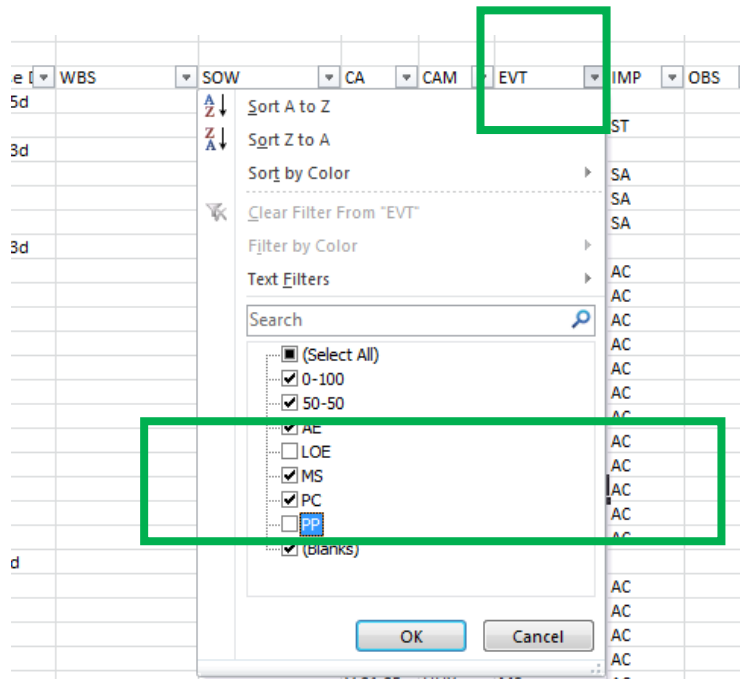 e D WBS SOW CA CAM EVT IMP OBS
5d
Sort A to Z
ST
3d
Sort Z to A
Sort by Color
SA
SA
Clear Filter From "EVT"
SA
3d
Filter by Color
Text Filters
AC
AC
Search
AC
AC
(Select All)
0-100
AC
50-50
AC
AE
AC
LOE
AC
MS
AC
PC
AC
PP
AC
(Blanks)
d
AC
AC
OK
Cancel
AC
AC